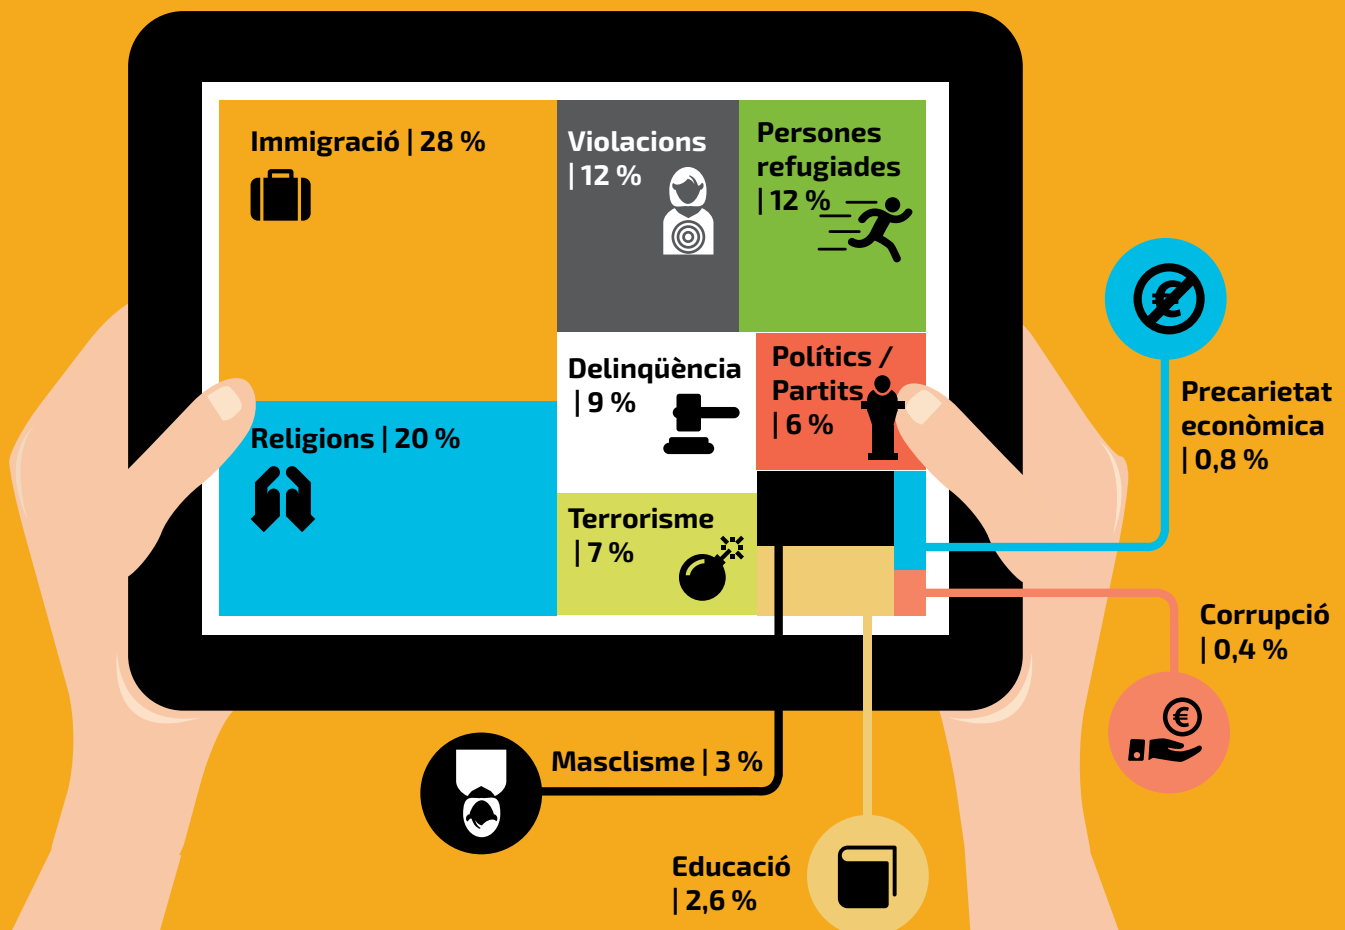 Immigració | 28 %
Violacions
| 12 %
Persones
refugiades
| 12 %
Religions | 20 %
Delinqüència
| 9 %
Polítics /
Partits
| 6 %
Terrorisme
| 7 %
Precarietat
econòmica
| 0,8 %
Corrupció
| 0,4 %
Masclisme | 3 %
Educació
| 2,6 %